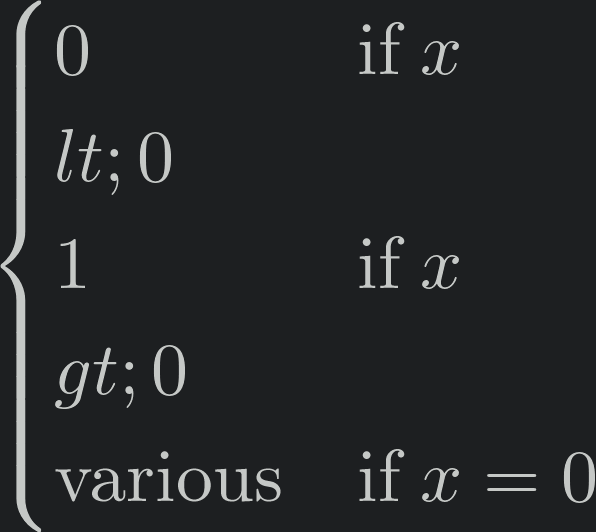 0 if x
lt; 0
1 if x
gt; 0
various if x = 0